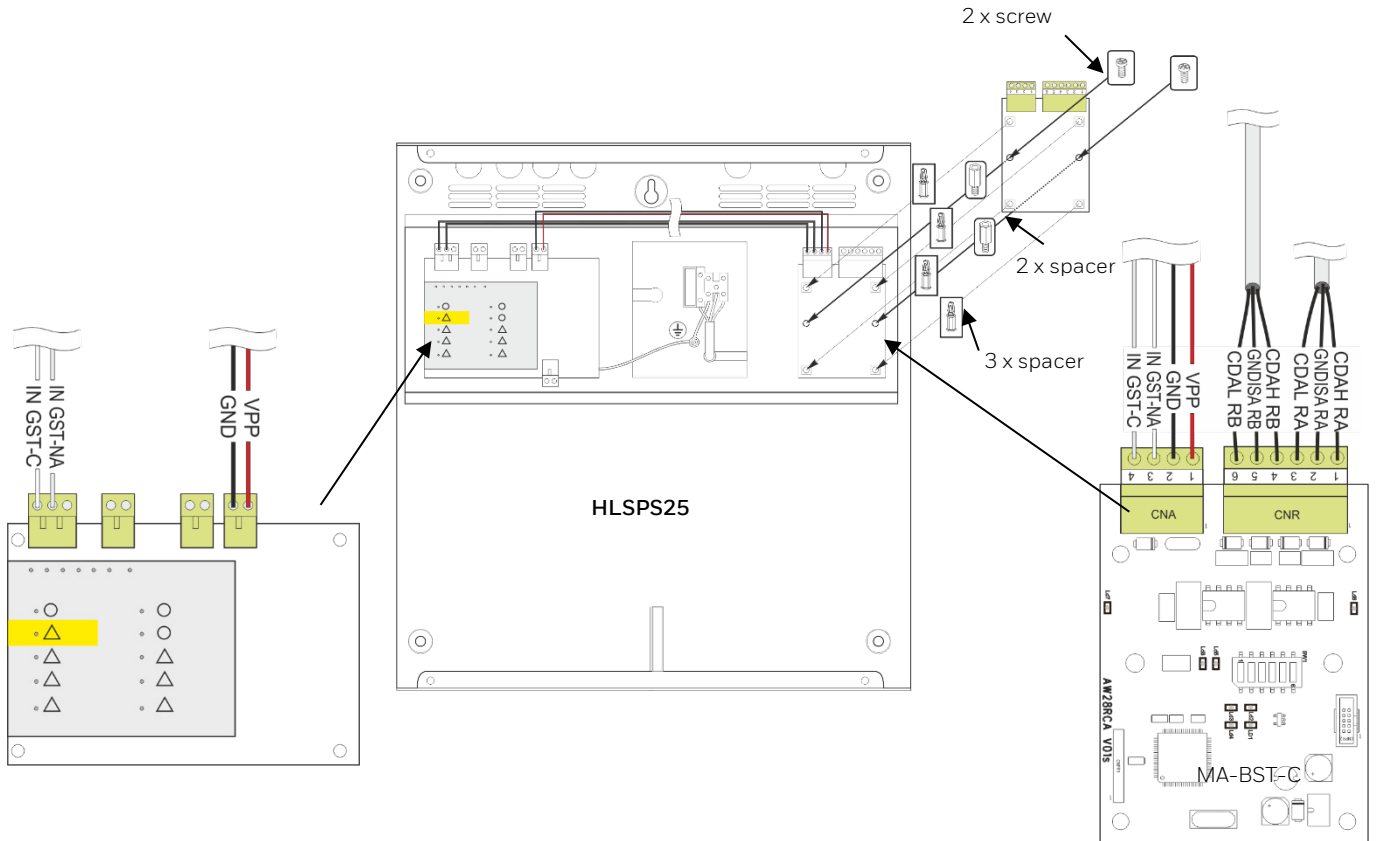 2 x screw
2 x spacer
3 x spacer
HLSPS25
IN GST-C
IN GST-NA
GND
VPP
IN GST-C
IN GST-NA
GND
VPP
CDAL RB
GNDISA RB
CDAH RB
CDAL RA
GNDISA RA
CDAH RA
4 3 2 1
6 5 4 3 2 1
CNA
CNR
AW28RCA V01s
MA-BST-C